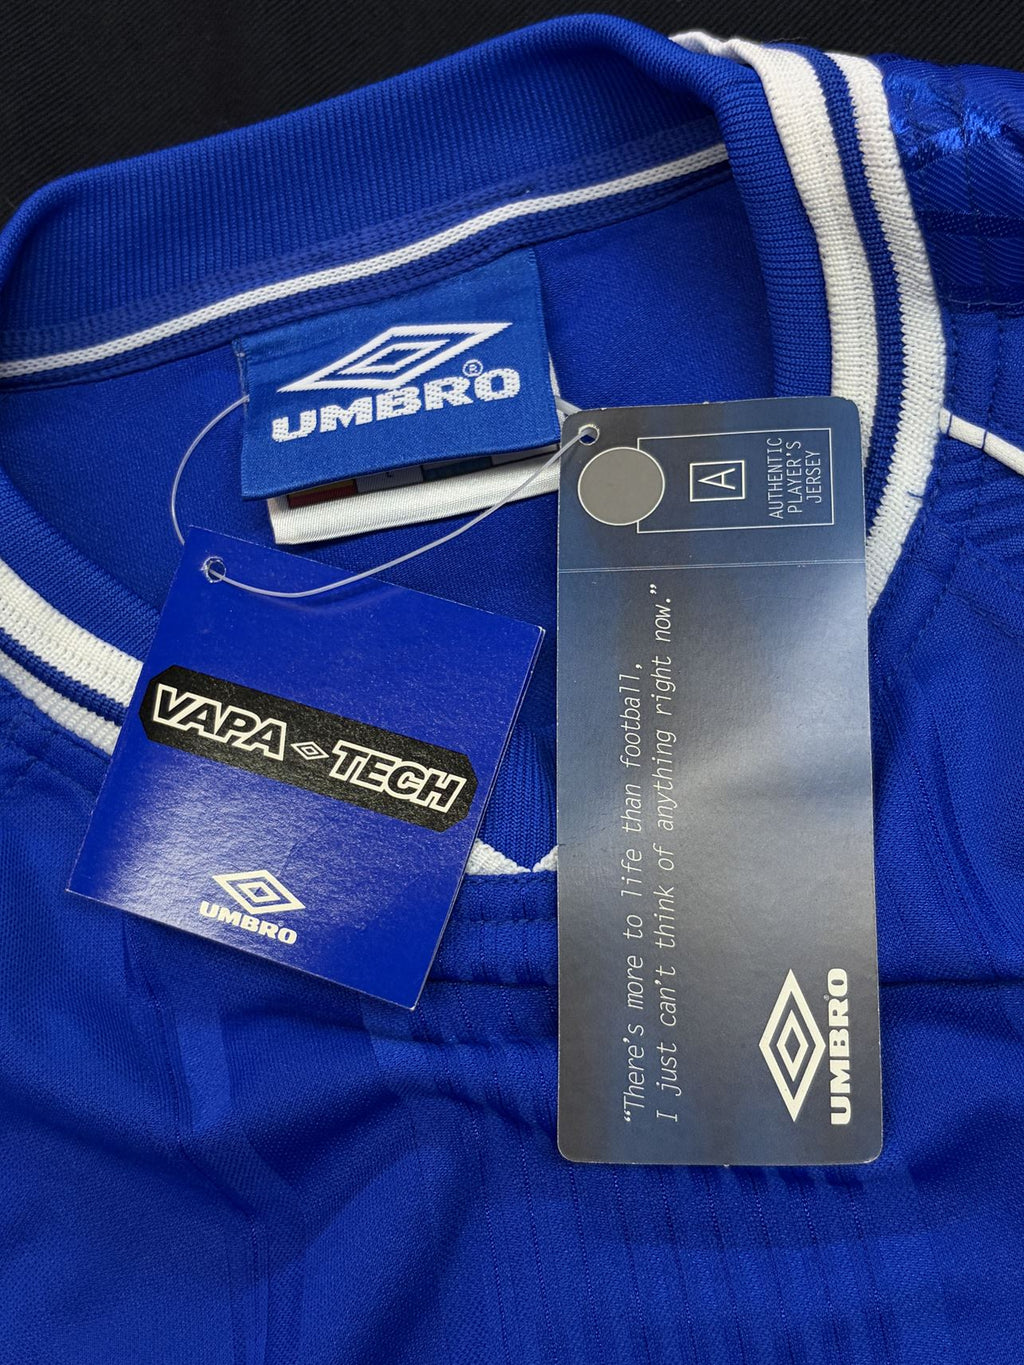 UMBRO®
A
AUTHENTIC
PLAYER'S
JERSEY
"There's more to life than football,
I just can't think of anything right now."
UMBRO
VAPA TECH
UMBRO